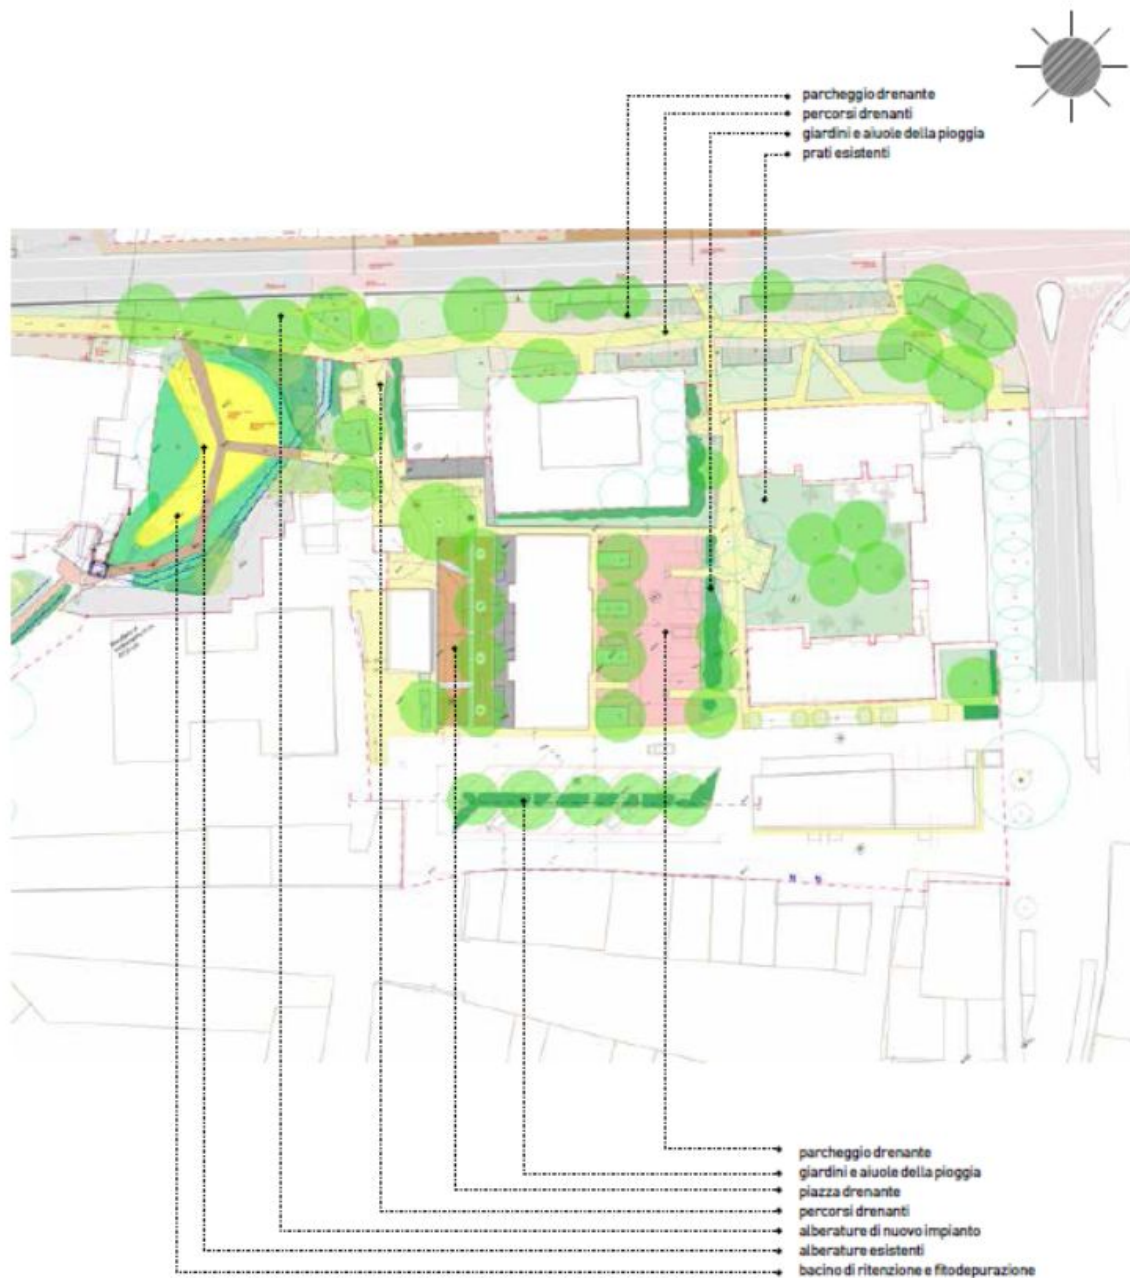 parcheggio drenante
percorsi drenanti
giardini e aiuole della pioggia
prati esistenti
parcheggio drenante
giardini e aiuole della pioggia
piazza drenante
percorsi drenanti
alberature di nuovo impianto
alberature esistenti
bacino di ritenzione e fitodepurazione